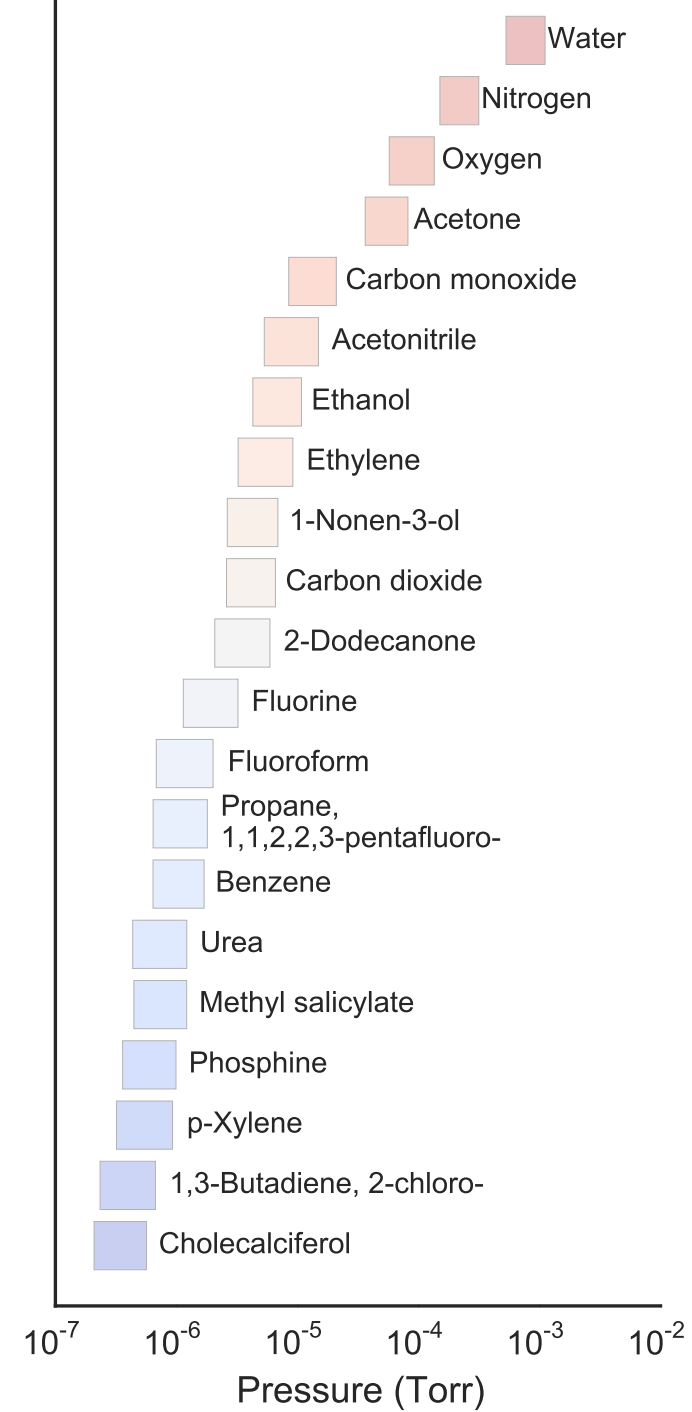 Water
Nitrogen
Oxygen
Acetone
Carbon monoxide
Acetonitrile
Ethanol
Ethylene
1-Nonen-3-ol
Carbon dioxide
2-Dodecanone
Fluorine
Fluoroform
Propane,
1,1,2,2,3-pentafluoro-
Benzene
Urea
Methyl salicylate
Phosphine
p-Xylene
1,3-Butadiene, 2-chloro-
Cholecalciferol
10⁻⁷ 10⁻⁶ 10⁻⁵ 10⁻⁴ 10⁻³ 10⁻²
Pressure (Torr)